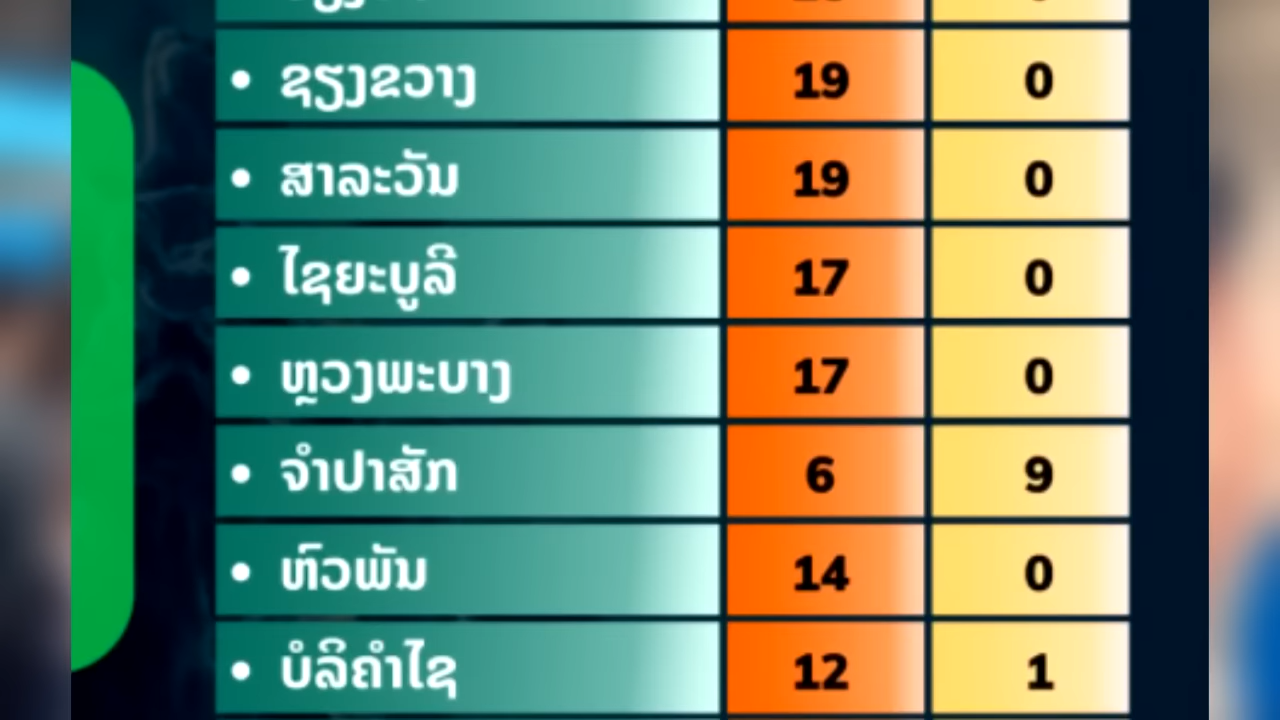 • ຊຽງຂວາງ 19 0
• ສາລະວັນ 19 0
• ໄຊຍະບູລີ 17 0
• ຫຼວງພະບາງ 17 0
• ຈຳປາສັກ 6 9
• ຫົວພັນ 14 0
• ບໍລິຄຳໄຊ 12 1